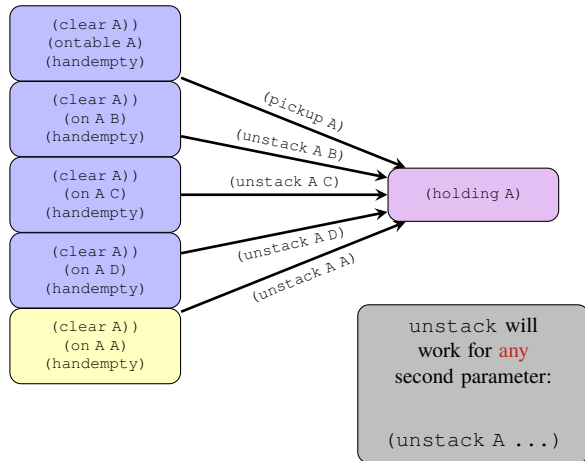 (clear A))
(ontable A)
(handempty)
(clear A))
(on A B)
(handempty)
(clear A))
(on A C)
(handempty)
(clear A))
(on A D)
(handempty)
(clear A))
(on A A)
(handempty)
(pickup A)
(unstack A B)
(unstack A C)
(unstack A D)
(unstack A A)
(holding A)
unstack will
work for any
second parameter:
(unstack A ...)